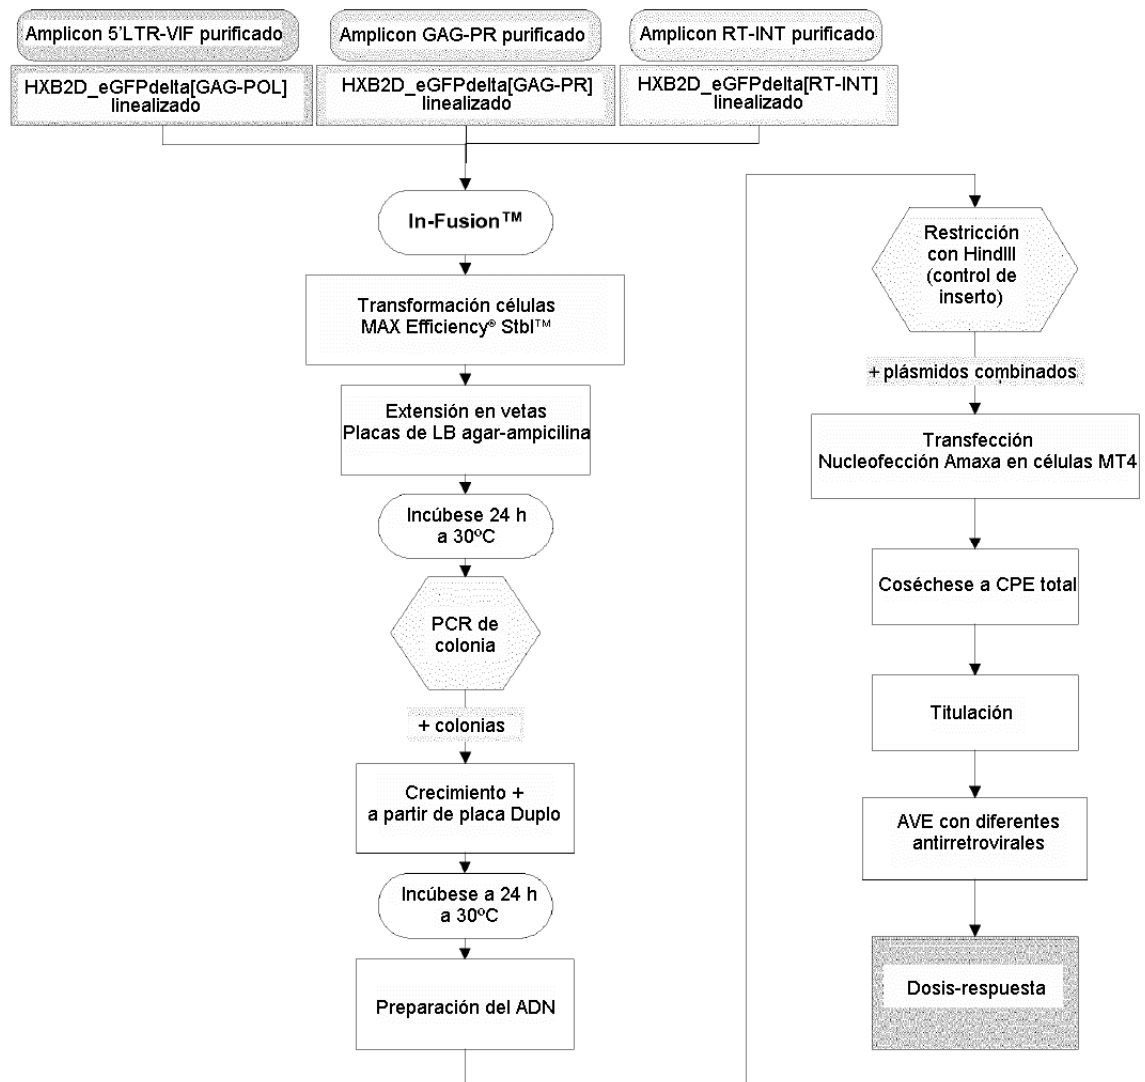 Amplicon 5'LTR-VIF purificado
HXB2D_eGFPdelta[GAG-POL]
linealizado
Amplicon GAG-PR purificado
HXB2D_eGFPdelta[GAG-PR]
linealizado
Amplicon RT-INT purificado
HXB2D_eGFPdelta[RT-INT]
linealizado
In-Fusion™
Transformación células
MAX Efficiency® Stbl™
Extensión en vetas
Placas de LB agar-ampicilina
Incúbese 24 h
a 30ºC
PCR de
colonia
+ colonias
Crecimiento +
a partir de placa Duplo
Incúbese a 24 h
a 30ºC
Preparación del ADN
Restricción
con HindIII
(control de
inserto)
+ plásmidos combinados
Transfección
Nucleofección Amaxa en células MT4
Coséchese a CPE total
Titulación
AVE con diferentes
antirretrovirales
Dosis-respuesta